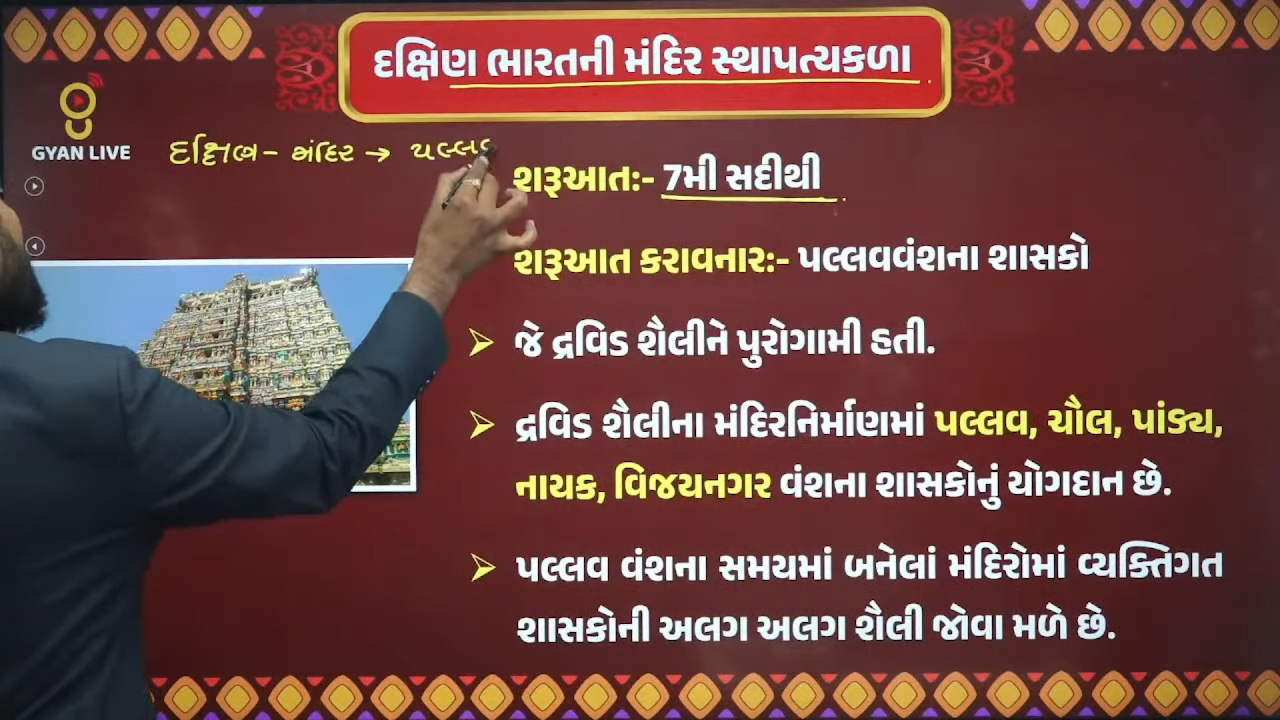 દક્ષિણ ભારતની મંદિર સ્થાપત્યકળા
GYAN LIVE
દક્ષિણ - મંદિર → પલ્લવ
શરૂઆત:- 7મી સદીથી
શરૂઆત કરાવનાર:- પલ્લવવંશના શાસકો
➢ જે દ્રવિડ શૈલીને પુરોગામી હતી.
➢ દ્રવિડ શૈલીના મંદિરનિર્માણમાં પલ્લવ, ચૌલ, પાંડ્ય,
નાયક, વિજયનગર વંશના શાસકોનું યોગદાન છે.
➢ પલ્લવ વંશના સમયમાં બનેલાં મંદિરોમાં વ્યક્તિગત
શાસકોની અલગ અલગ શૈલી જોવા મળે છે.